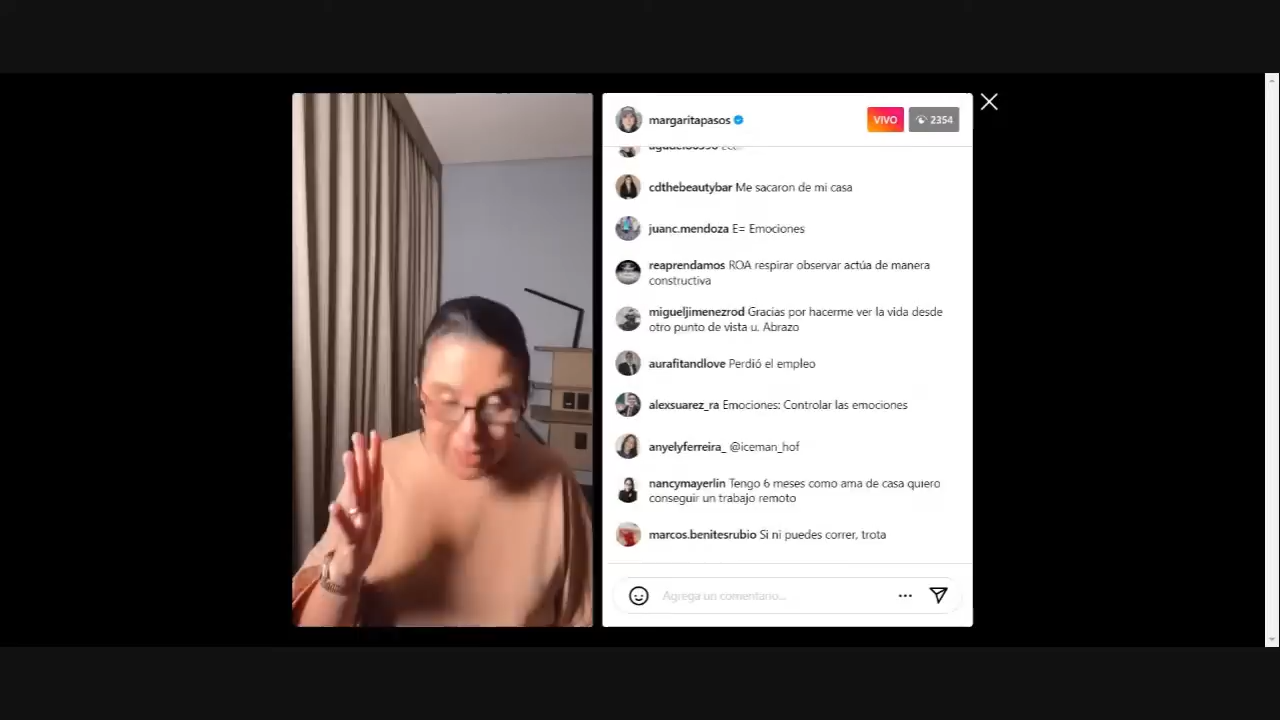 margaritapasos
VIVO
2354
cdthebeautybar Me sacaron de mi casa
juanc.mendoza E= Emociones
reaprendamos ROA respirar observar actúa de manera
constructiva
migueljimenezrod Gracias por hacerme ver la vida desde
otro punto de vista u. Abrazo
aurafitandlove Perdió el empleo
alexsuarez_ra Emociones: Controlar las emociones
anyelyferreira_ @iceman_hof
nancymayerlin Tengo 6 meses como ama de casa quiero
conseguir un trabajo remoto
marcos.benitesrubio Si ni puedes correr, trota
Agrega un comentario...